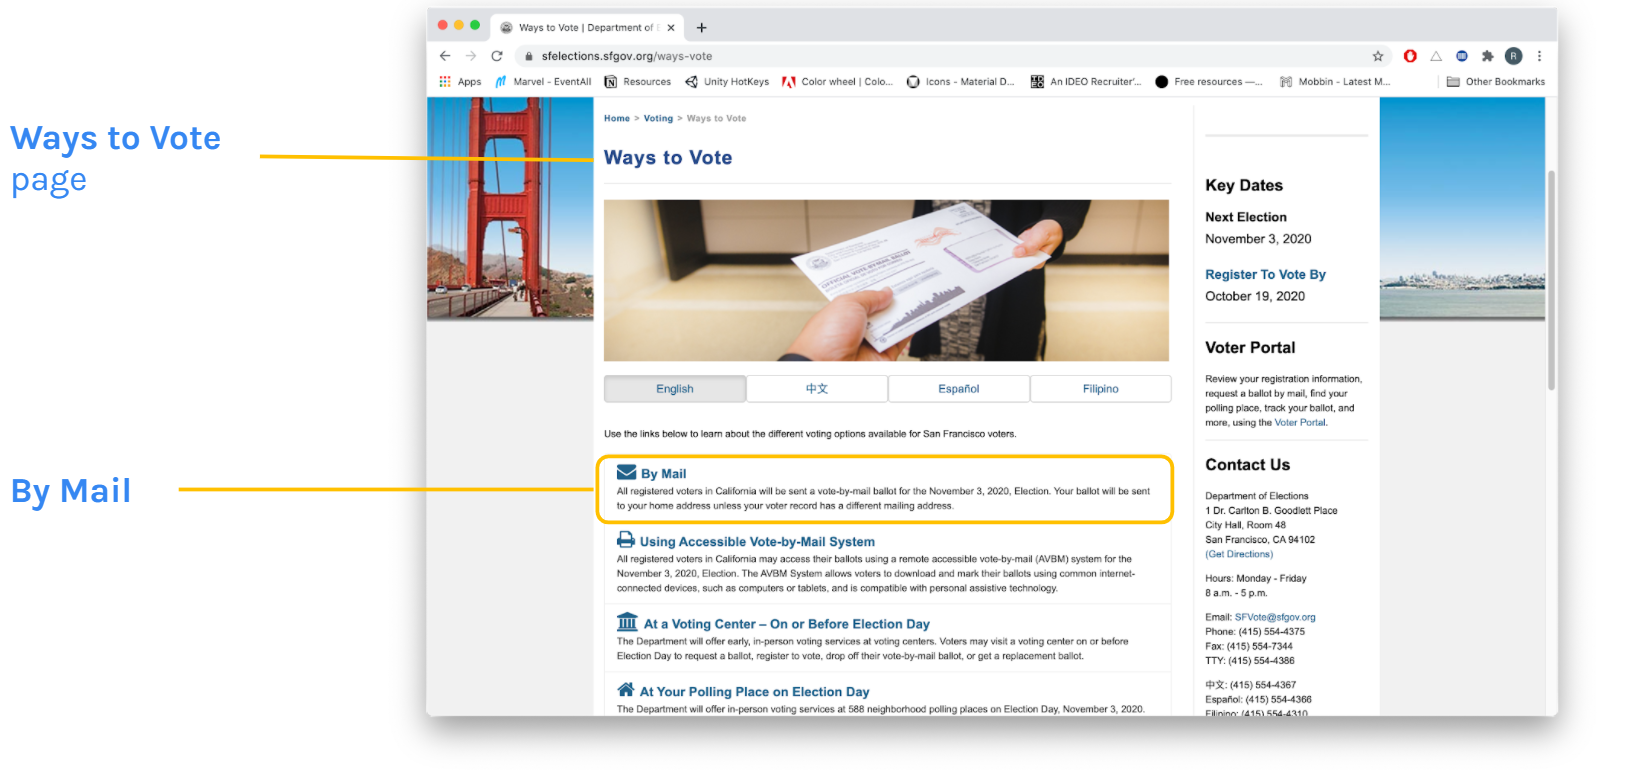 Ways to Vote
page
By Mail
Ways to Vote | Department of E
sfelections.sfgov.org/ways-vote
Apps
Marvel - EventAll
Resources
Unity HotKeys
Color wheel | Colo...
Icons - Material D...
An IDEO Recruiter'...
Free resources —...
Mobbin - Latest M...
Other Bookmarks
R
Home > Voting > Ways to Vote
Ways to Vote
OFFICIAL VOTE BY MAIL BALLOT
English
中文
Español
Filipino
Use the links below to learn about the different voting options available for San Francisco voters.
By Mail
All registered voters in California will be sent a vote-by-mail ballot for the November 3, 2020, Election. Your ballot will be sent
to your home address unless your voter record has a different mailing address.
Using Accessible Vote-by-Mail System
All registered voters in California may access their ballots using a remote accessible vote-by-mail (AVBM) system for the
November 3, 2020, Election. The AVBM System allows voters to download and mark their ballots using common internet-
connected devices, such as computers or tablets, and is compatible with personal assistive technology.
At a Voting Center – On or Before Election Day
The Department will offer early, in-person voting services at voting centers. Voters may visit a voting center on or before
Election Day to request a ballot, register to vote, drop off their vote-by-mail ballot, or get a replacement ballot.
At Your Polling Place on Election Day
The Department will offer in-person voting services at 588 neighborhood polling places on Election Day, November 3, 2020.
Key Dates
Next Election
November 3, 2020
Register To Vote By
October 19, 2020
Voter Portal
Review your registration information,
request a ballot by mail, find your
polling place, track your ballot, and
more, using the Voter Portal.
Contact Us
Department of Elections
1 Dr. Carlton B. Goodlett Place
City Hall, Room 48
San Francisco, CA 94102
(Get Directions)
Hours: Monday - Friday
8 a.m. - 5 p.m.
Email: SFVote@sfgov.org
Phone: (415) 554-4375
Fax: (415) 554-7344
TTY: (415) 554-4386
中文: (415) 554-4367
Español: (415) 554-4366
Filipino: (415) 554-4310